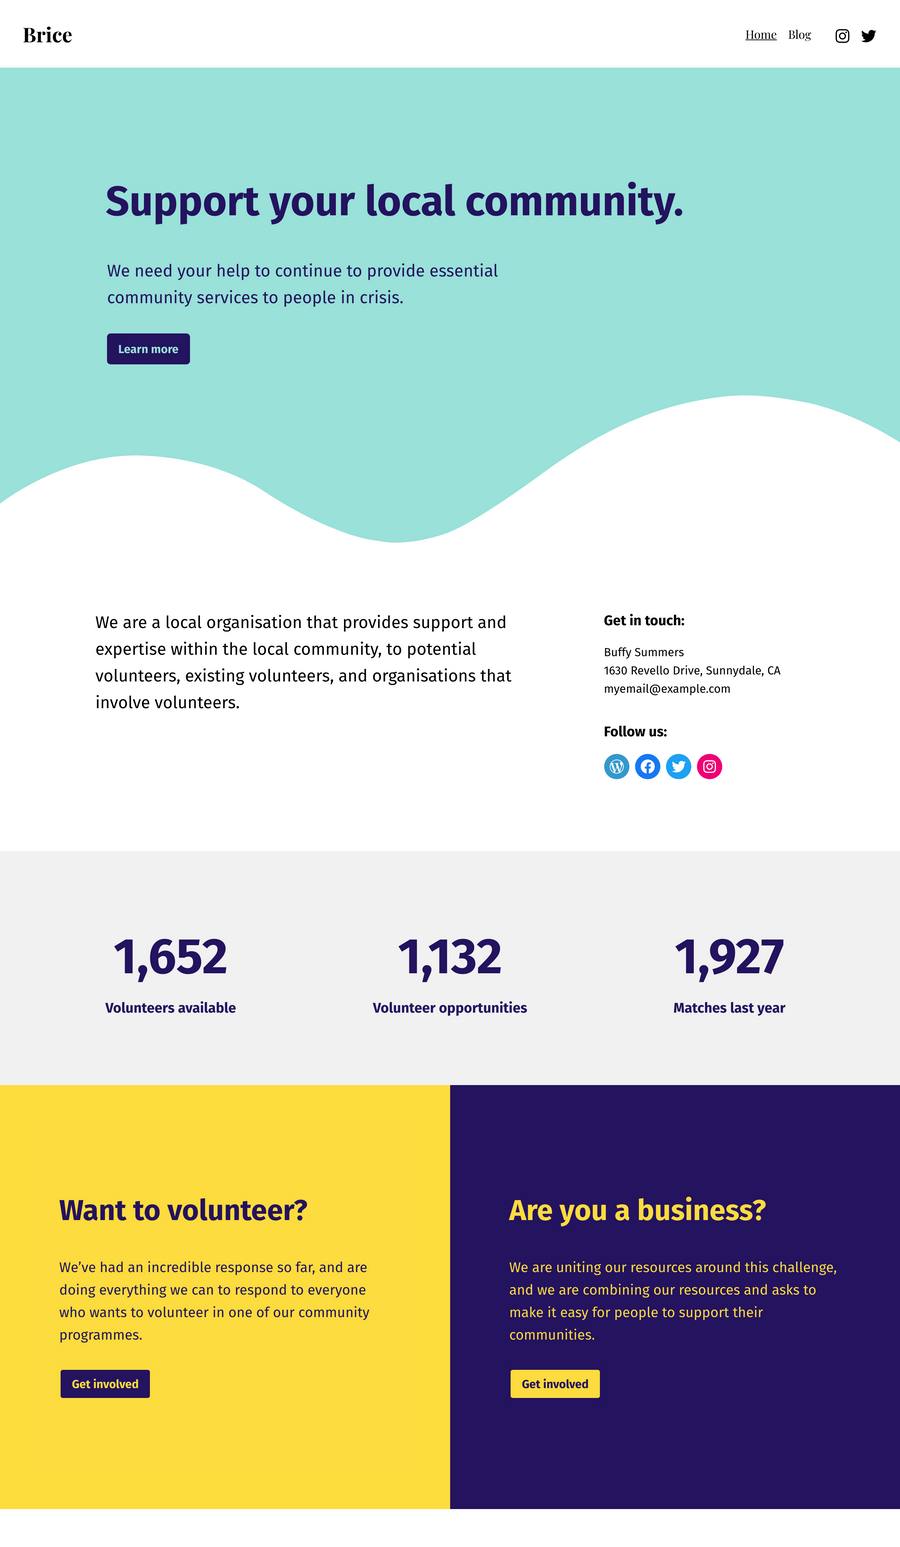 Brice
Home Blog
Support your local community.
We need your help to continue to provide essential
community services to people in crisis.
Learn more
We are a local organisation that provides support and
expertise within the local community, to potential
volunteers, existing volunteers, and organisations that
involve volunteers.
Get in touch:
Buffy Summers
1630 Revello Drive, Sunnydale, CA
myemail@example.com
Follow us:
1,652
Volunteers available
1,132
Volunteer opportunities
1,927
Matches last year
Want to volunteer?
We’ve had an incredible response so far, and are
doing everything we can to respond to everyone
who wants to volunteer in one of our community
programmes.
Get involved
Are you a business?
We are uniting our resources around this challenge,
and we are combining our resources and asks to
make it easy for people to support their
communities.
Get involved